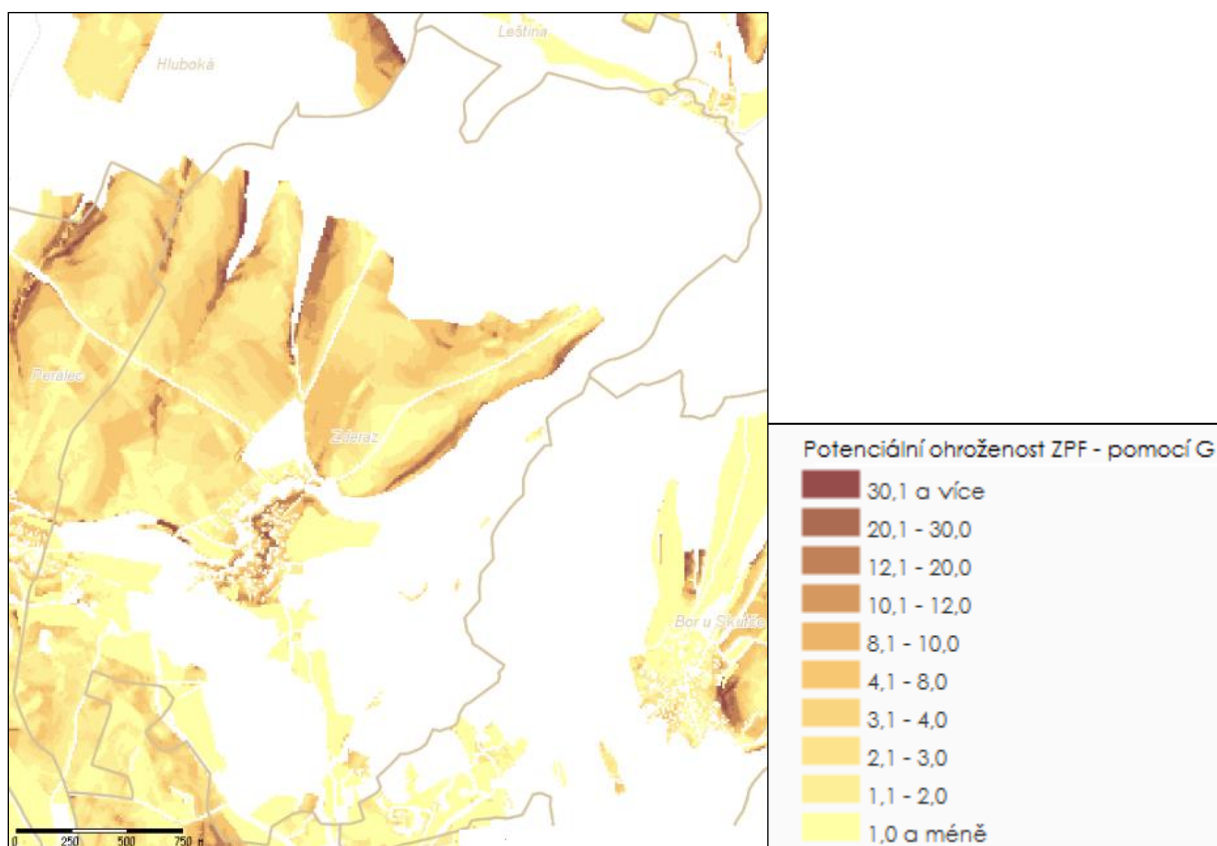 Leština
Hluboká
Perálec
Zderaz
Bor u Skutče
0 250 500 750 M
Potenciální ohroženost ZPF - pomocí G
30,1 a více
20,1 - 30,0
12,1 - 20,0
10,1 - 12,0
8,1 - 10,0
4,1 - 8,0
3,1 - 4,0
2,1 - 3,0
1,1 - 2,0
1,0 a méně